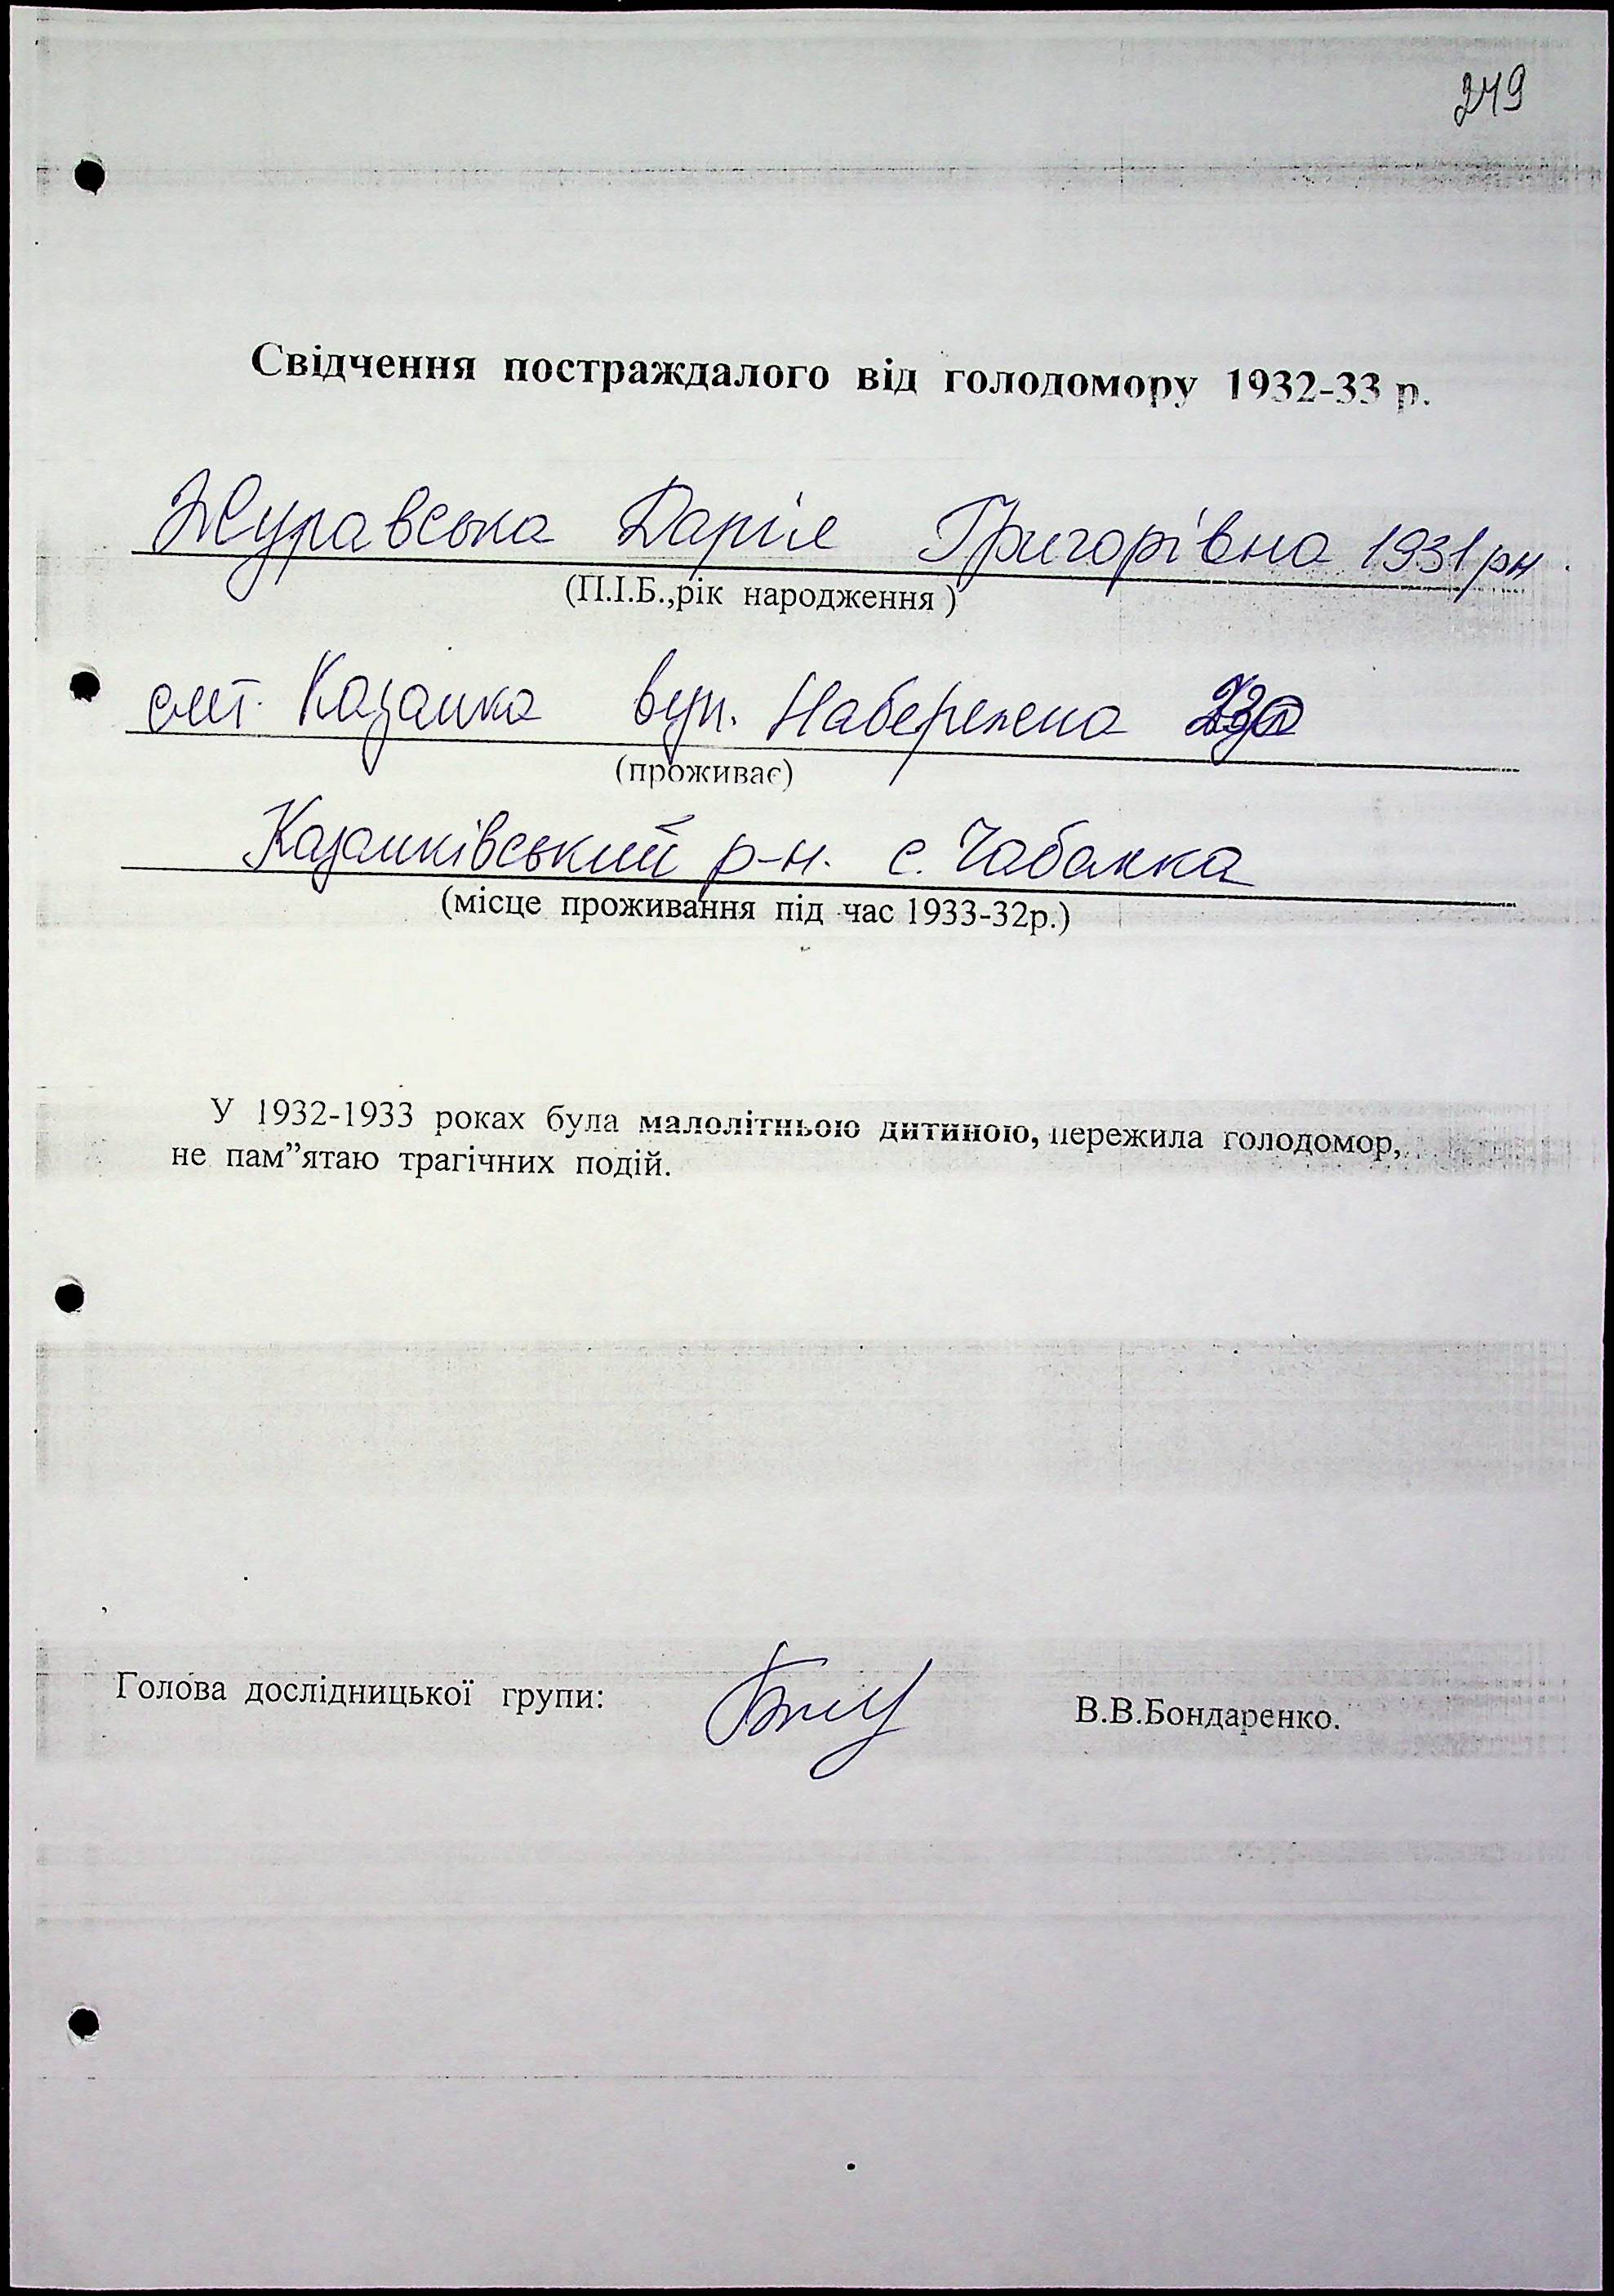 249
Свідчення постраждалого від голодомору 1932-33 р.
Журавська Дарія Григорівна 1931 рн
(П.І.Б.,рік народження )
смт. Казанка вул. Набережна
(проживає)
Казанківський р-н. с. Чабанка
(місце проживання під час 1933-32р.)
У 1932-1933 роках була малолітньою дитиною, пережила голодомор,
не пам”ятаю трагічних подій.
Голова дослідницької групи:
В.В.Бондаренко.